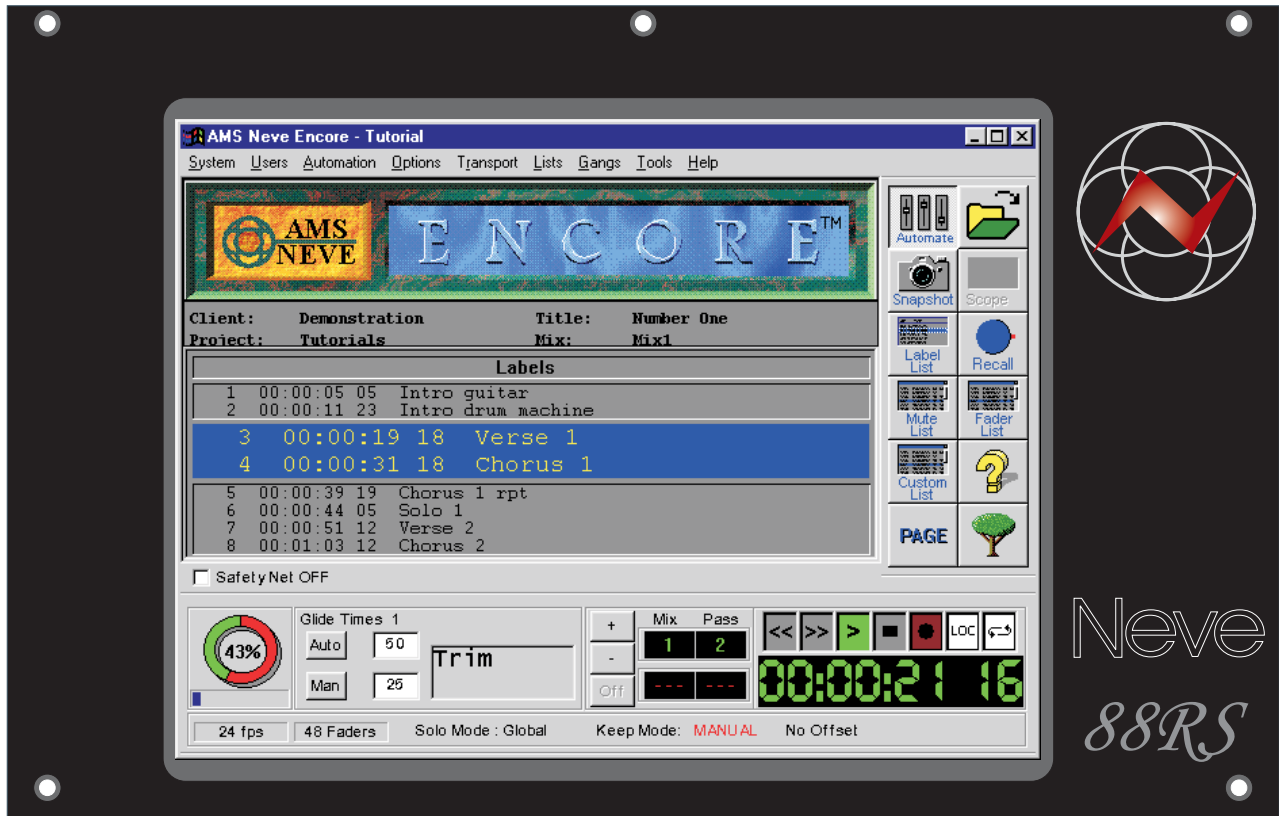 AMS Neve Encore - Tutorial
System Users Automation Options Transport Lists Gangs Tools Help
AMS
NEVE
ENCORE™
Automate
Snapshot Scope
Client: Demonstration Title: Number One
Project: Tutorials Mix: Mix1
Labels
1 00:00:05 05 Intro guitar
2 00:00:11 23 Intro drum machine
3 00:00:19 18 Verse 1
4 00:00:31 18 Chorus 1
5 00:00:39 19 Chorus 1 rpt
6 00:00:44 05 Solo 1
7 00:00:51 12 Verse 2
8 00:01:03 12 Chorus 2
Label
List
Recall
Mute
List
Fader
List
Custom
List
?
PAGE
SafetyNet OFF
43%
Glide Times 1
Auto 50
Man 25
Trim
+
-
Off
Mix Pass
1 2
--- ---
<< >> > LOC
00:00:21 16
24 fps 48 Faders Solo Mode : Global Keep Mode: MANUAL No Offset
Neve
88RS